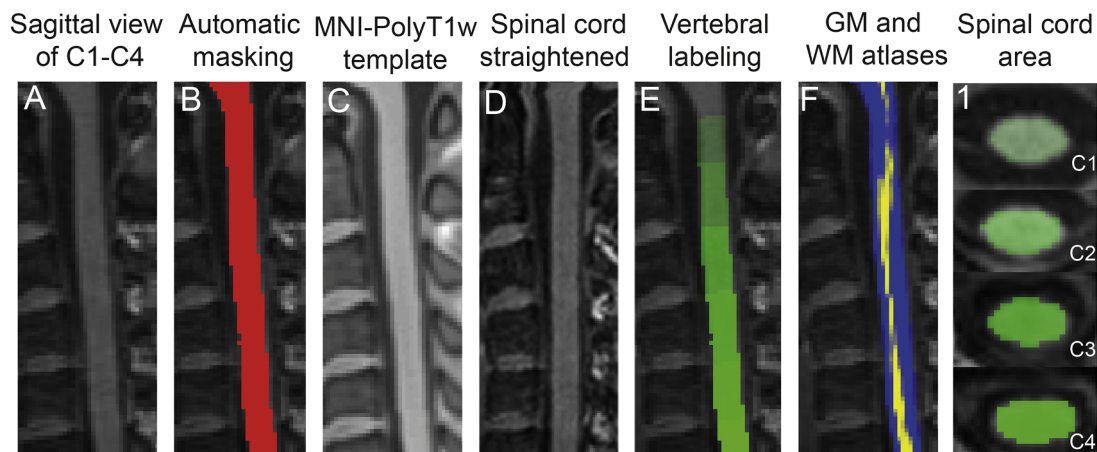 Sagittal view
of C1-C4
Automatic
masking
MNI-PolyT1w
template
Spinal cord
straightened
Vertebral
labeling
GM and
WM atlases
Spinal cord
area
A
B
C
D
E
F
1
C1
C2
C3
C4